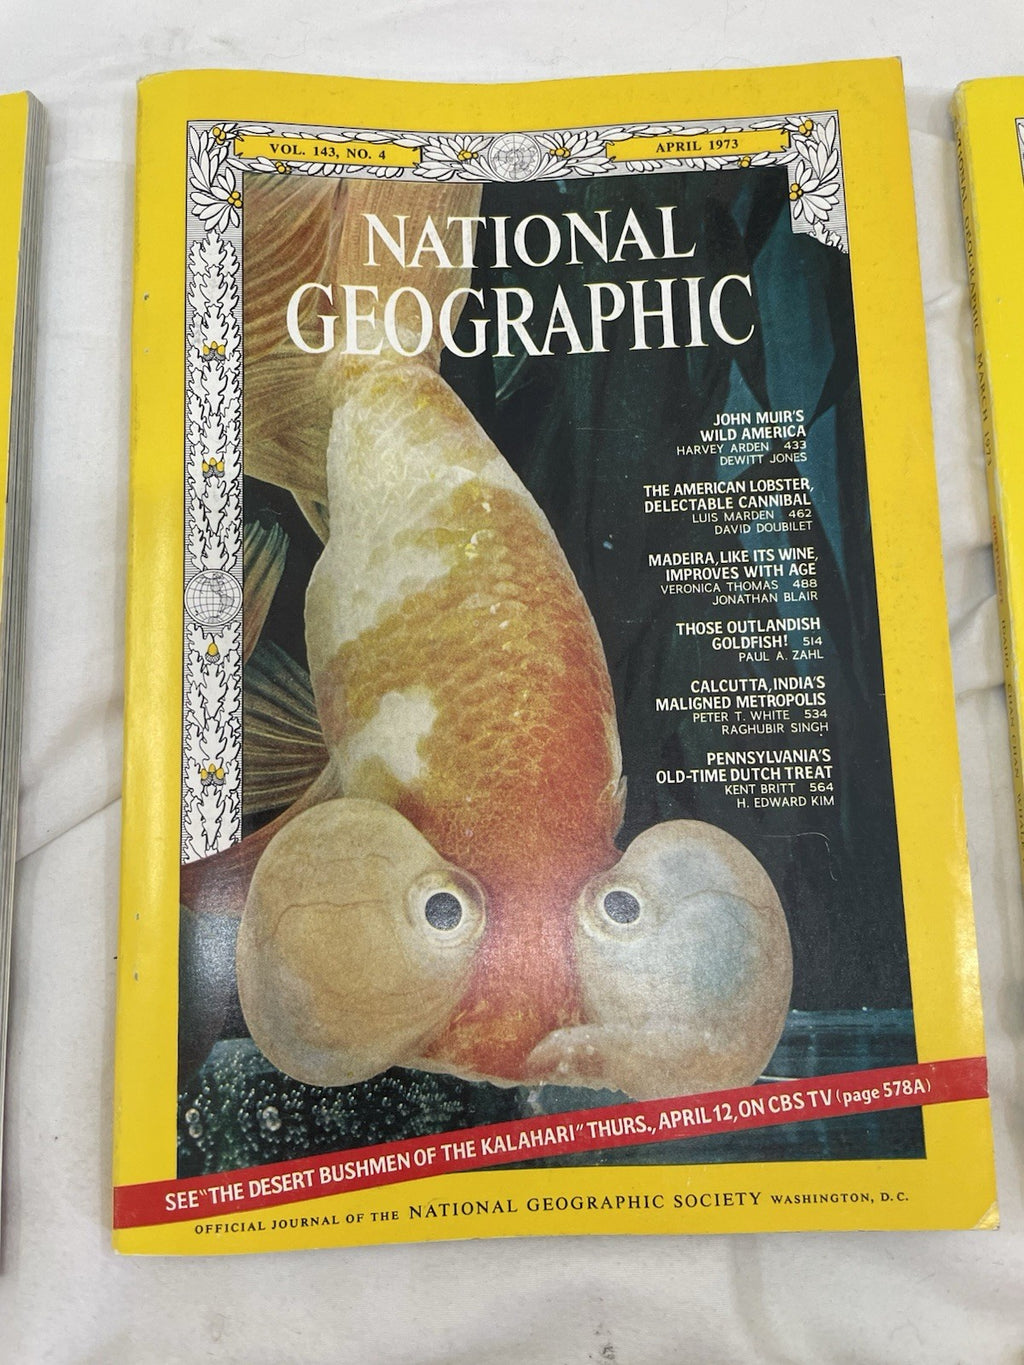 VOL. 143, NO. 4
APRIL 1973
NATIONAL
GEOGRAPHIC
JOHN MUIR'S
WILD AMERICA
HARVEY ARDEN 433
DEWITT JONES
THE AMERICAN LOBSTER,
DELECTABLE CANNIBAL
LUIS MARDEN 462
DAVID DOUBILET
MADEIRA, LIKE ITS WINE,
IMPROVES WITH AGE
VERONICA THOMAS 488
JONATHAN BLAIR
THOSE OUTLANDISH
GOLDFISH! 514
PAUL A. ZAHL
CALCUTTA, INDIA'S
MALIGNED METROPOLIS
PETER T. WHITE 534
RAGHUBIR SINGH
PENNSYLVANIA'S
OLD-TIME DUTCH TREAT
KENT BRITT 564
H. EDWARD KIM
SEE "THE DESERT BUSHMEN OF THE KALAHARI" THURS., APRIL 12, ON CBS TV (page 578A)
OFFICIAL JOURNAL OF THE NATIONAL GEOGRAPHIC SOCIETY WASHINGTON, D.C.
NATIONAL GEOGRAPHIC MARCH 1973